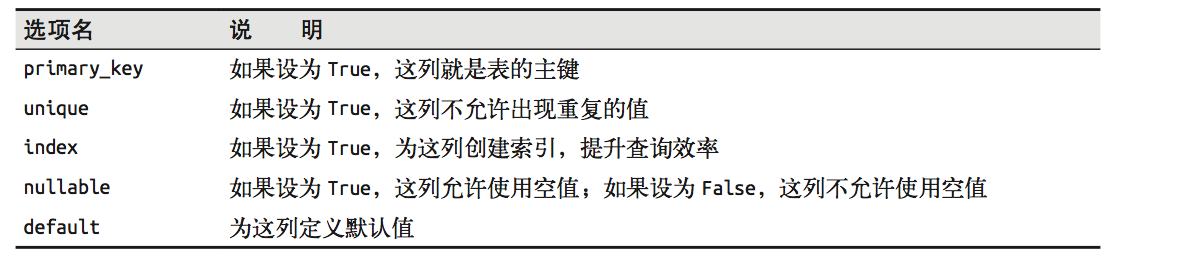 选项名 说 明
primary_key 如果设为 True，这列就是表的主键
unique 如果设为 True，这列不允许出现重复的值
index 如果设为 True，为这列创建索引，提升查询效率
nullable 如果设为 True，这列允许使用空值；如果设为 False，这列不允许使用空值
default 为这列定义默认值